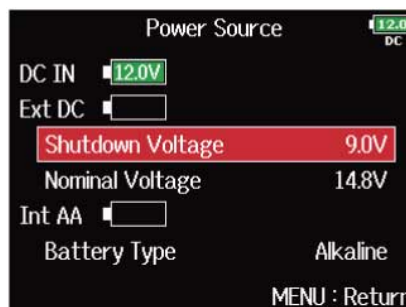 Power Source
12.0
DC
DC IN 12.0V
Ext DC
Shutdown Voltage 9.0V
Nominal Voltage 14.8V
Int AA
Battery Type Alkaline
MENU : Return